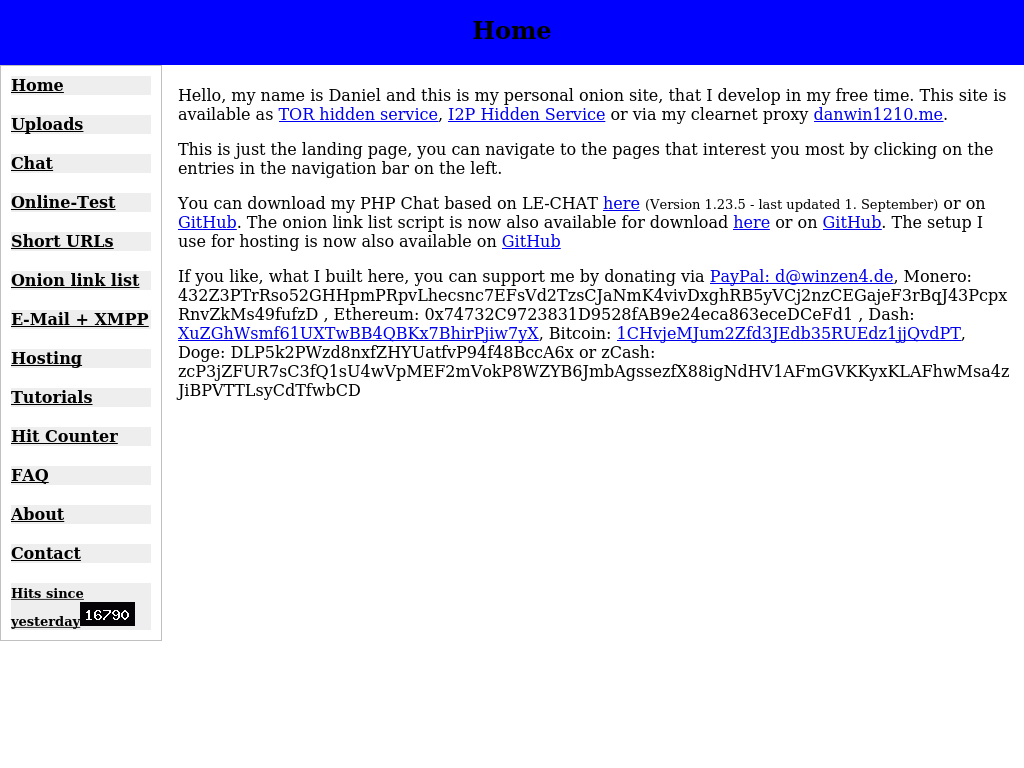 Home
Home
Uploads
Chat
Online-Test
Short URLs
Onion link list
E-Mail + XMPP
Hosting
Tutorials
Hit Counter
FAQ
About
Contact
Hits since
yesterday 16790
Hello, my name is Daniel and this is my personal onion site, that I develop in my free time. This site is
available as TOR hidden service, I2P Hidden Service or via my clearnet proxy danwin1210.me.
This is just the landing page, you can navigate to the pages that interest you most by clicking on the
entries in the navigation bar on the left.
You can download my PHP Chat based on LE-CHAT here (Version 1.23.5 - last updated 1. September) or on
GitHub. The onion link list script is now also available for download here or on GitHub. The setup I
use for hosting is now also available on GitHub
If you like, what I built here, you can support me by donating via PayPal: d@winzen4.de, Monero:
432Z3PTrRso52GHHpmPRpvLhecsnc7EFsVd2TzsCJaNmK4vivDxghRB5yVCj2nzCEGajeF3rBqJ43Pcpx
RnvZkMs49fufzD , Ethereum: 0x74732C9723831D9528fAB9e24eca863eceDCeFd1 , Dash:
XuZGhWsmf61UXTwBB4QBKx7BhirPjiw7yX, Bitcoin: 1CHvjeMJum2Zfd3JEdb35RUEdz1jjQvdPT,
Doge: DLP5k2PWzd8nxfZHYUatfvP94f48BccA6x or zCash:
zcP3jZFUR7sC3fQ1sU4wVpMEF2mVokP8WZYB6JmbAgssezfX88igNdHV1AFmGVKKyxKLAFhwMsa4z
JiBPVTTLsyCdTfwbCD